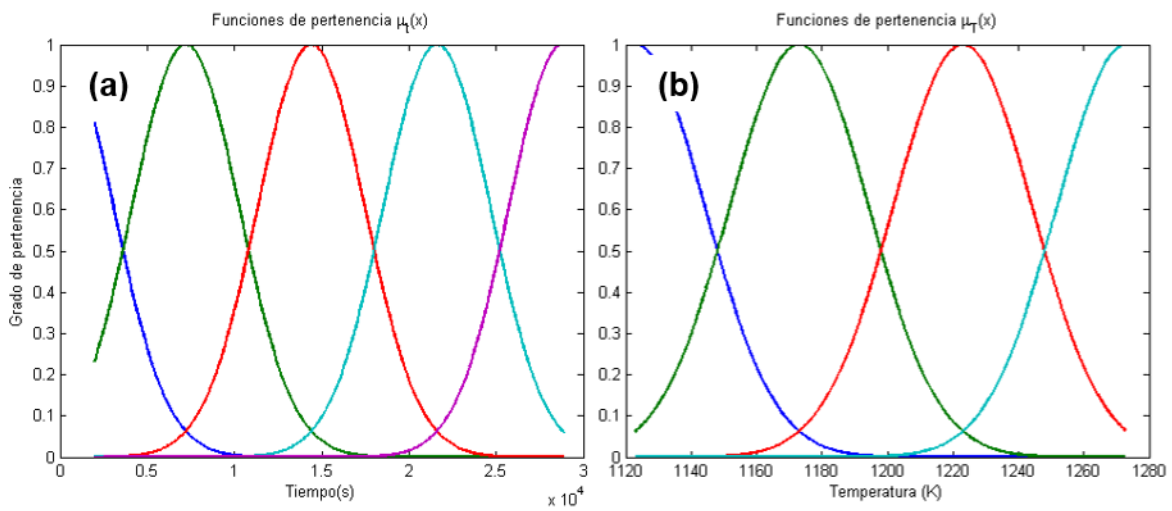 Funciones de pertenencia μt(x)
(a)
Grado de pertenencia
1
0.9
0.8
0.7
0.6
0.5
0.4
0.3
0.2
0.1
0
0 0.5 1 1.5 2 2.5 3
x 10^4
Tiempo(s)
Funciones de pertenencia μT(x)
(b)
1
0.9
0.8
0.7
0.6
0.5
0.4
0.3
0.2
0.1
0
1120 1140 1160 1180 1200 1220 1240 1260 1280
Temperatura (K)